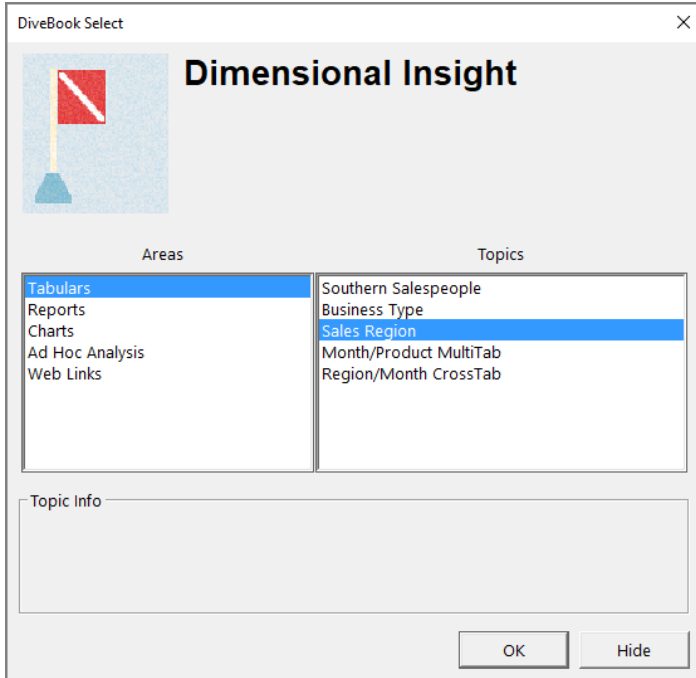 DiveBook Select
Dimensional Insight
Areas
Topics
Tabulars
Reports
Charts
Ad Hoc Analysis
Web Links
Southern Salespeople
Business Type
Sales Region
Month/Product MultiTab
Region/Month CrossTab
Topic Info
OK
Hide